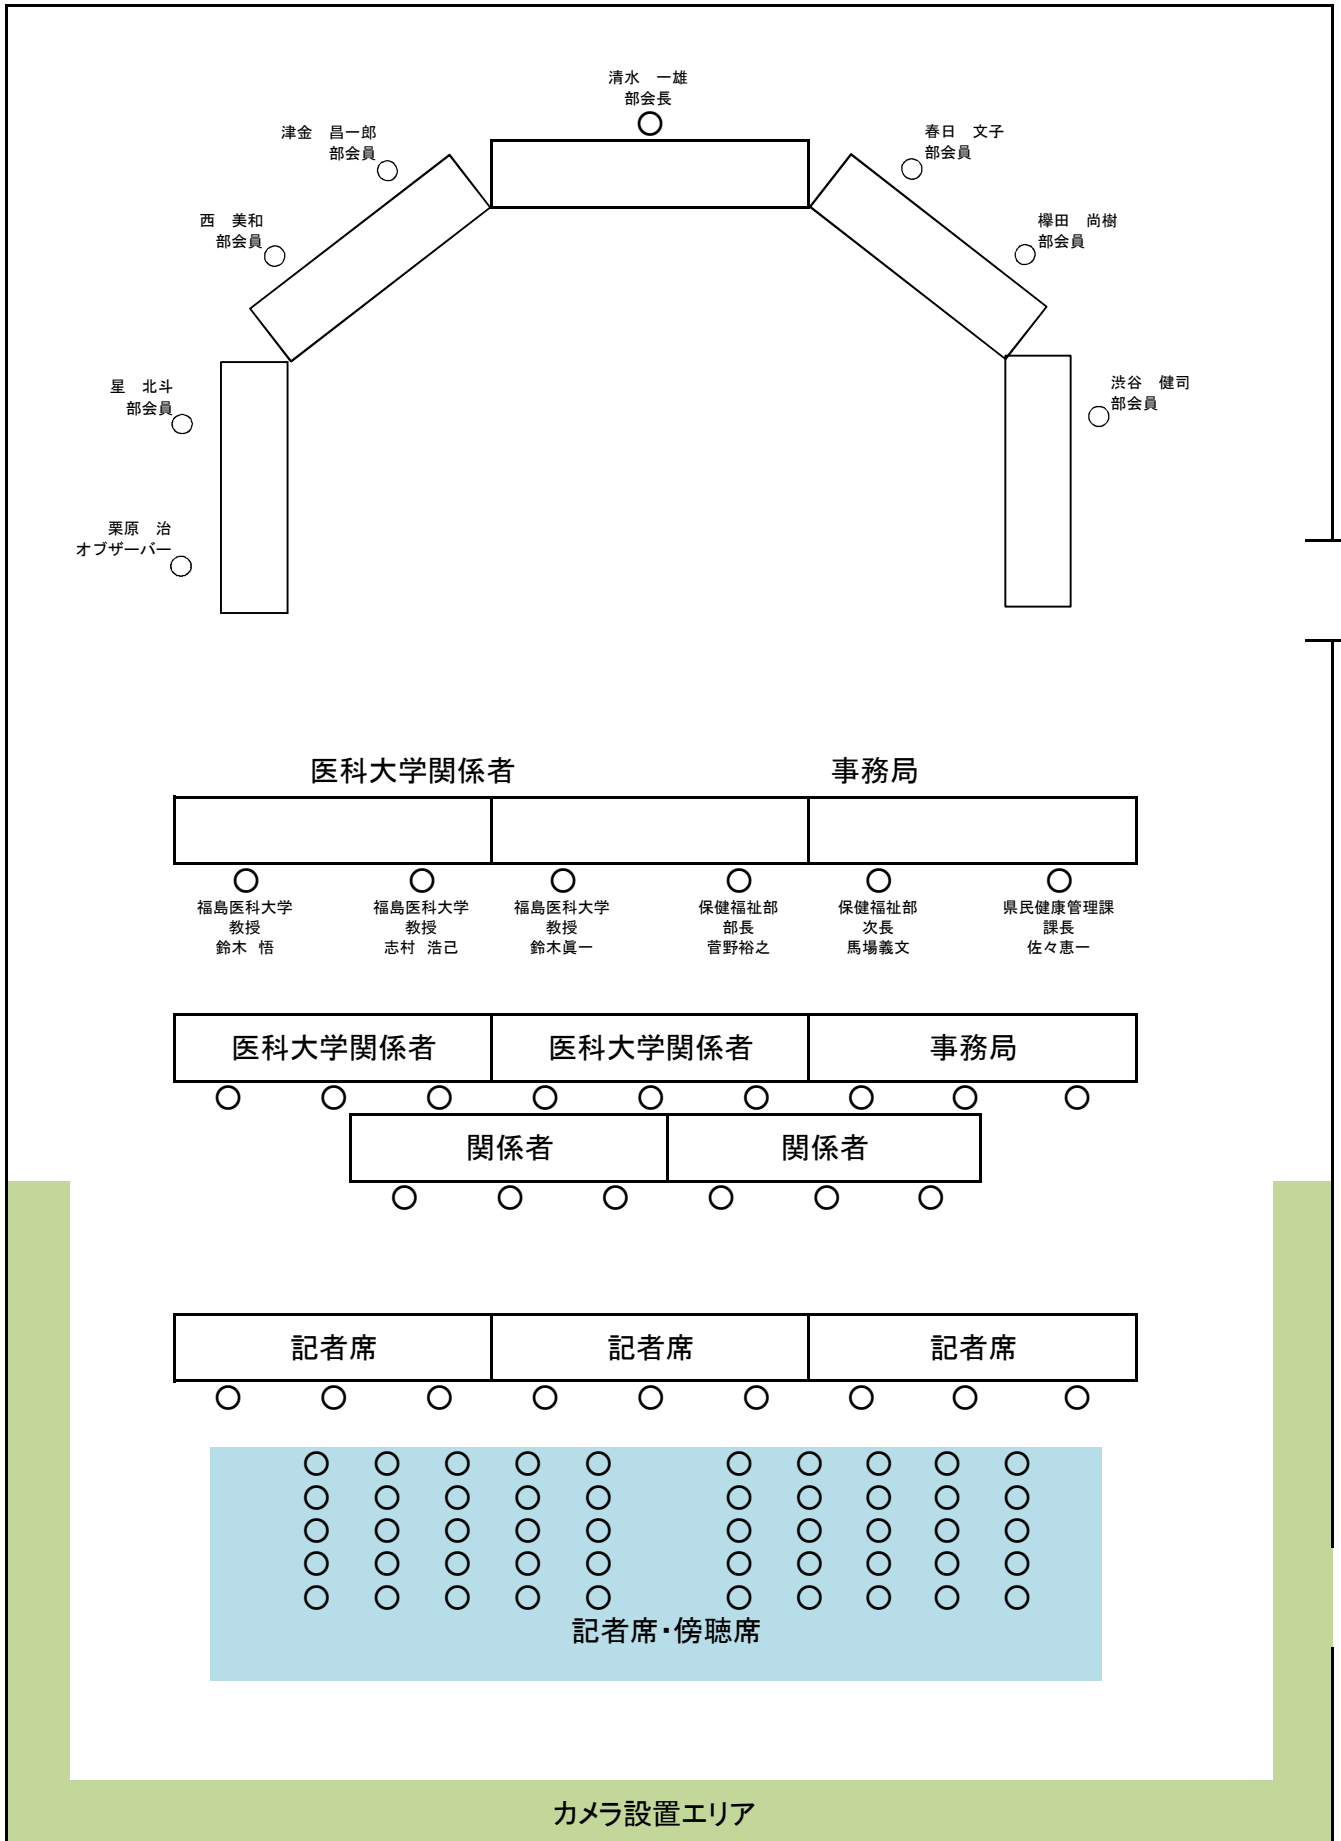 清水　一雄
部会長
津金　昌一郎
部会員
春日　文子
部会員
西　美和
部会員
欅田　尚樹
部会員
星　北斗
部会員
渋谷　健司
部会員
栗原　治
オブザーバー
医科大学関係者
事務局
福島医科大学
教授
鈴木 悟
福島医科大学
教授
志村 浩己
福島医科大学
教授
鈴木眞一
保健福祉部
部長
菅野裕之
保健福祉部
次長
馬場義文
県民健康管理課
課長
佐々恵一
医科大学関係者
医科大学関係者
事務局
関係者
関係者
記者席
記者席
記者席
記者席・傍聴席
カメラ設置エリア